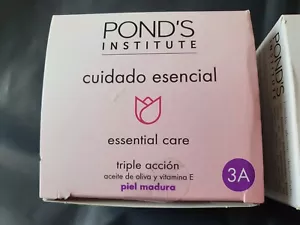 POND'S
INSTITUTE
cuidado esencial
essential care
triple acción
aceite de oliva y vitamina E
piel madura
3A